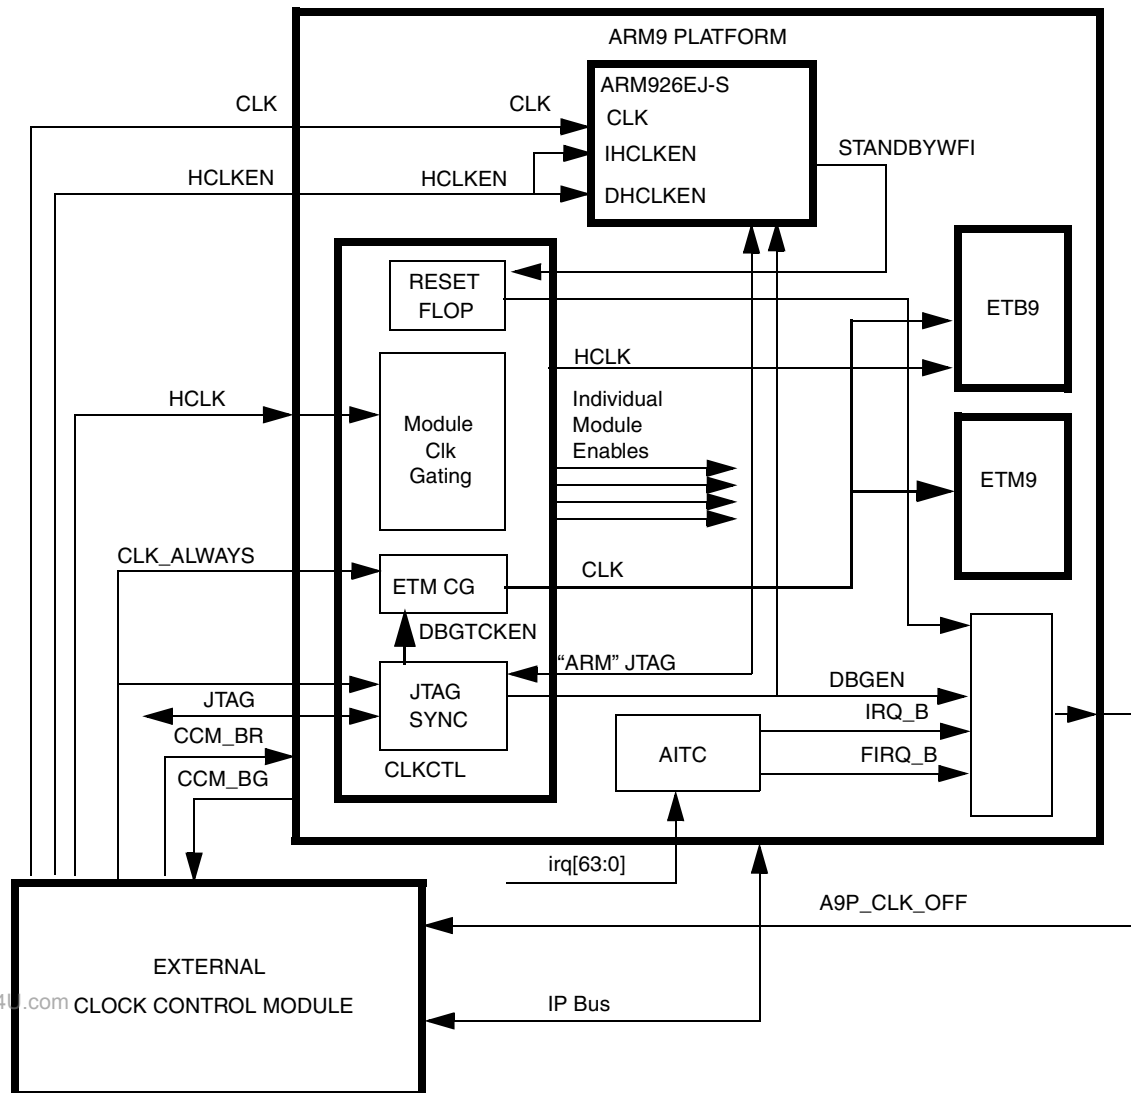 ARM9 PLATFORM
ARM926EJ-S
CLK
CLK
CLK
IHCLKEN
STANDBYWFI
HCLKEN
HCLKEN
DHCLKEN
RESET
FLOP
ETB9
HCLK
HCLK
Individual
Module
Enables
Module
Clk
Gating
ETM9
CLK_ALWAYS
ETM CG
CLK
DBGTCKEN
"ARM" JTAG
JTAG
JTAG
SYNC
DBGEN
IRQ_B
CCM_BR
AITC
FIRQ_B
CCM_BG
CLKCTL
irq[63:0]
A9P_CLK_OFF
EXTERNAL
4U.com
CLOCK CONTROL MODULE
IP Bus